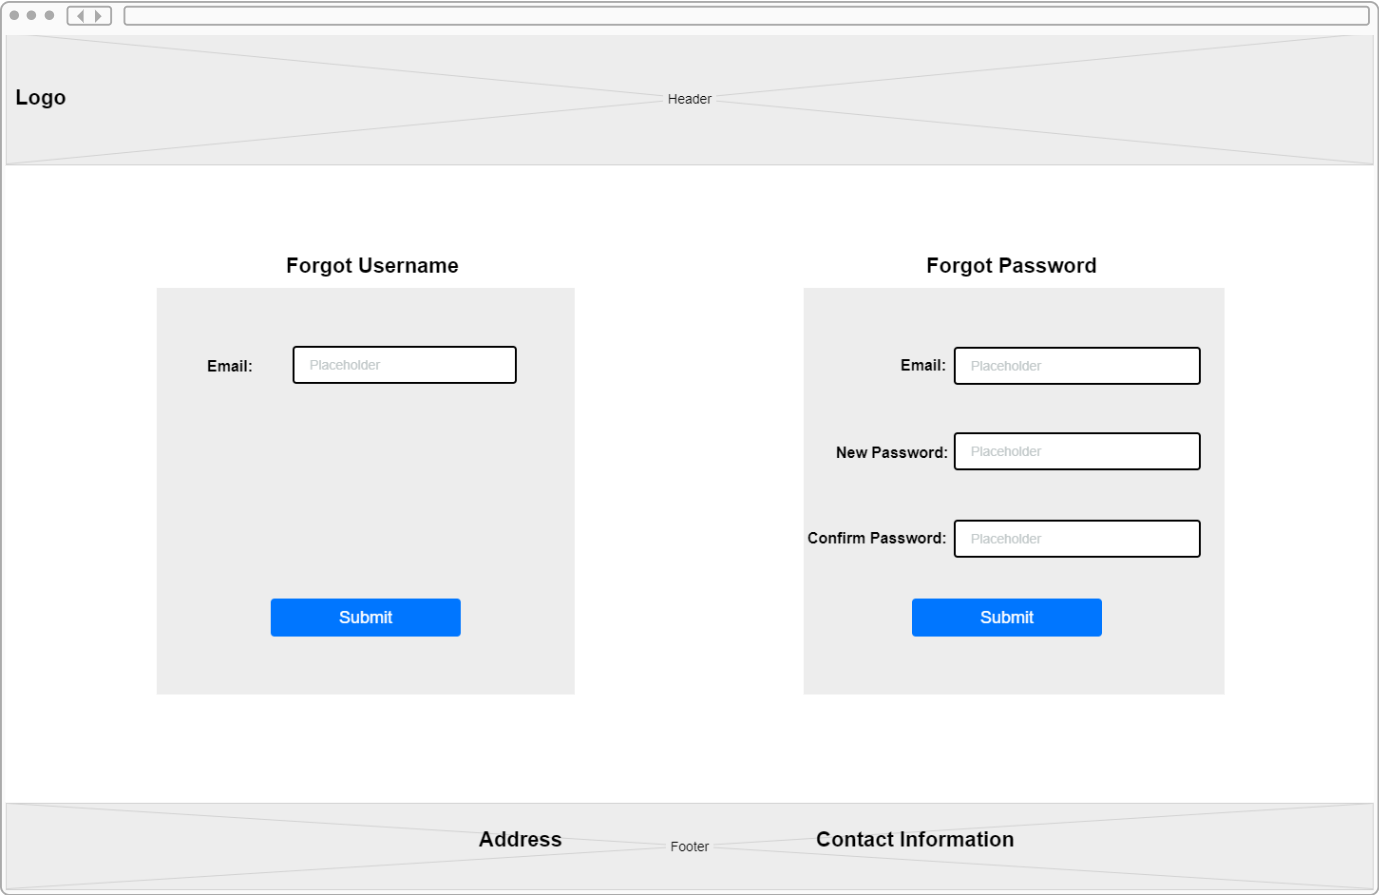 Logo
Header
Forgot Username
Email:
Placeholder
Submit
Forgot Password
Email:
Placeholder
New Password:
Placeholder
Confirm Password:
Placeholder
Submit
Address
Footer
Contact Information